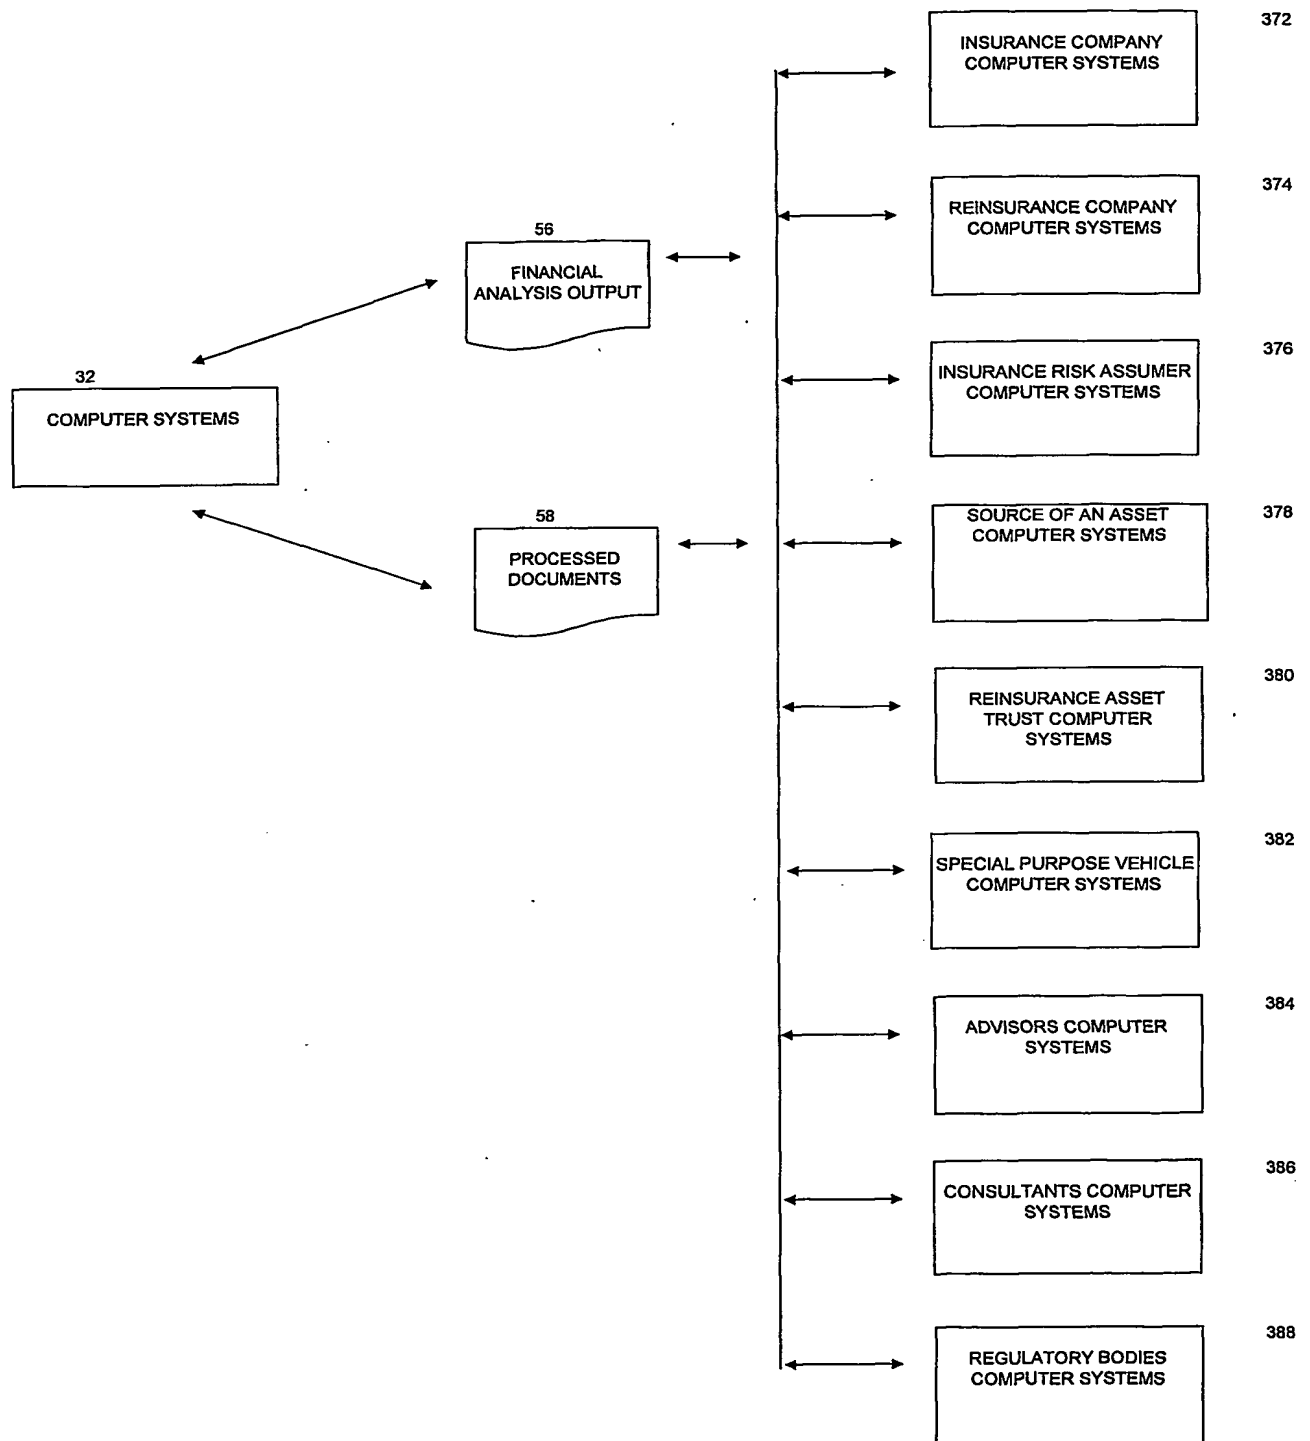 372
INSURANCE COMPANY
COMPUTER SYSTEMS
374
REINSURANCE COMPANY
COMPUTER SYSTEMS
56
FINANCIAL
ANALYSIS OUTPUT
376
INSURANCE RISK ASSUMER
COMPUTER SYSTEMS
32
COMPUTER SYSTEMS
378
SOURCE OF AN ASSET
COMPUTER SYSTEMS
58
PROCESSED
DOCUMENTS
380
REINSURANCE ASSET
TRUST COMPUTER
SYSTEMS
382
SPECIAL PURPOSE VEHICLE
COMPUTER SYSTEMS
384
ADVISORS COMPUTER
SYSTEMS
386
CONSULTANTS COMPUTER
SYSTEMS
388
REGULATORY BODIES
COMPUTER SYSTEMS